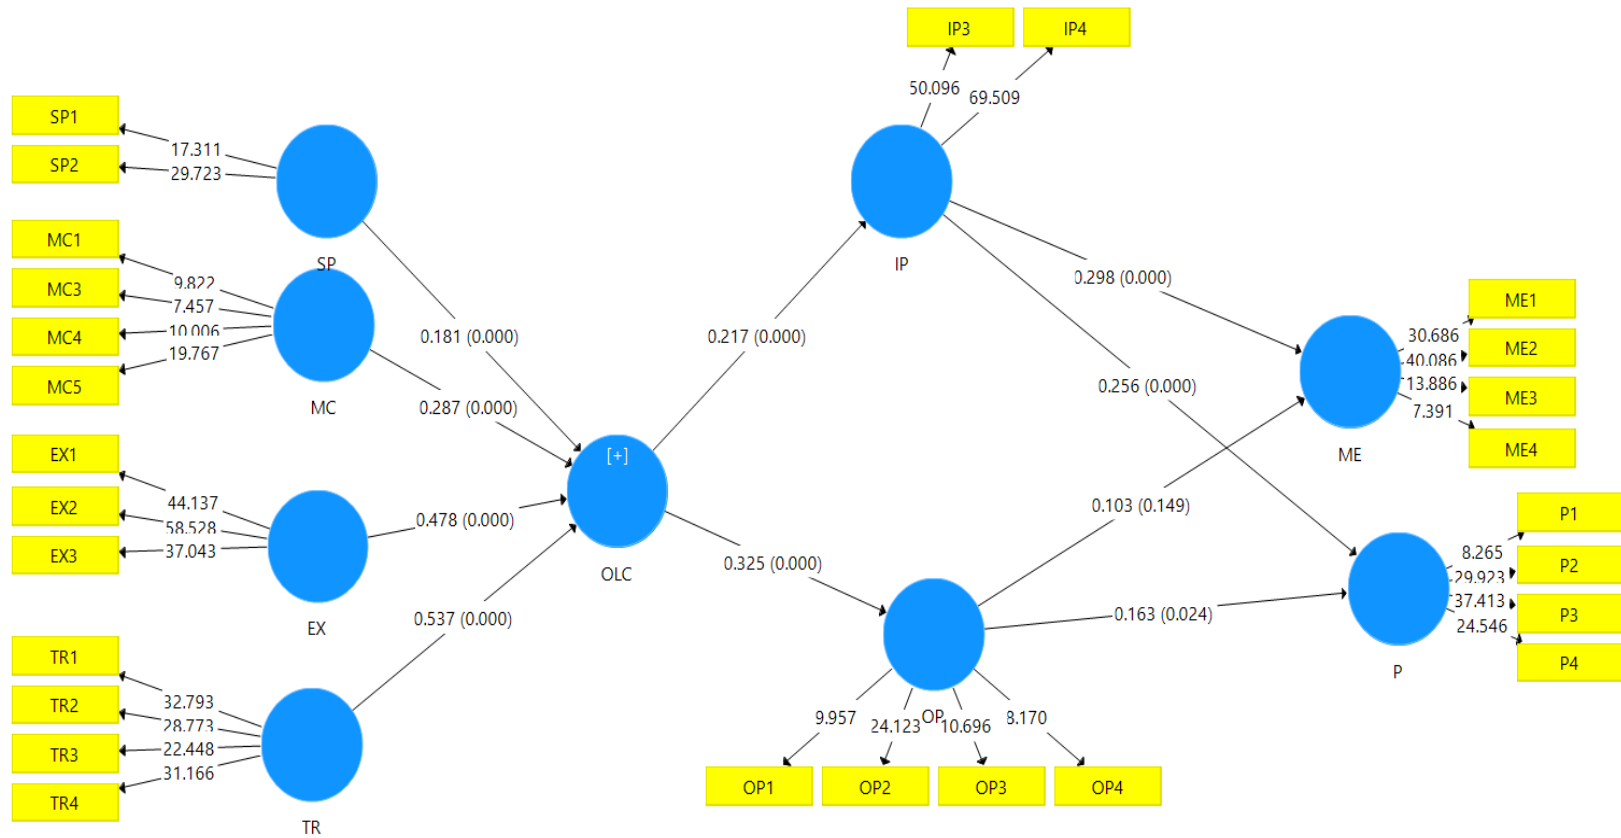 IP3
IP4
50.096
69.509
SP1
SP2
17.311
29.723
SP
IP
MC1
MC3
MC4
MC5
9.822
7.457
10.006
19.767
MC
0.181 (0.000)
0.287 (0.000)
0.217 (0.000)
0.298 (0.000)
0.256 (0.000)
ME1
ME2
ME3
ME4
30.686
40.086
13.886
7.391
ME
EX1
EX2
EX3
44.137
58.528
37.043
EX
0.478 (0.000)
[+]
OLC
0.537 (0.000)
0.325 (0.000)
0.103 (0.149)
0.163 (0.024)
P1
P2
P3
P4
8.265
29.923
37.413
24.546
P
TR1
TR2
TR3
TR4
32.793
28.773
22.448
31.166
TR
OP
9.957
24.123
10.696
8.170
OP1
OP2
OP3
OP4